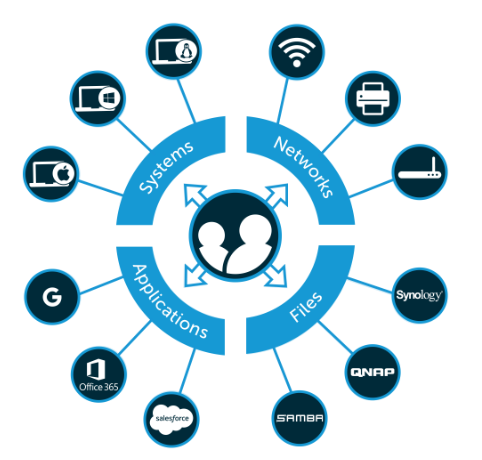 Systems
Networks
Applications
Files
G
Office 365
salesforce
Synology
QNAP
SAMBA